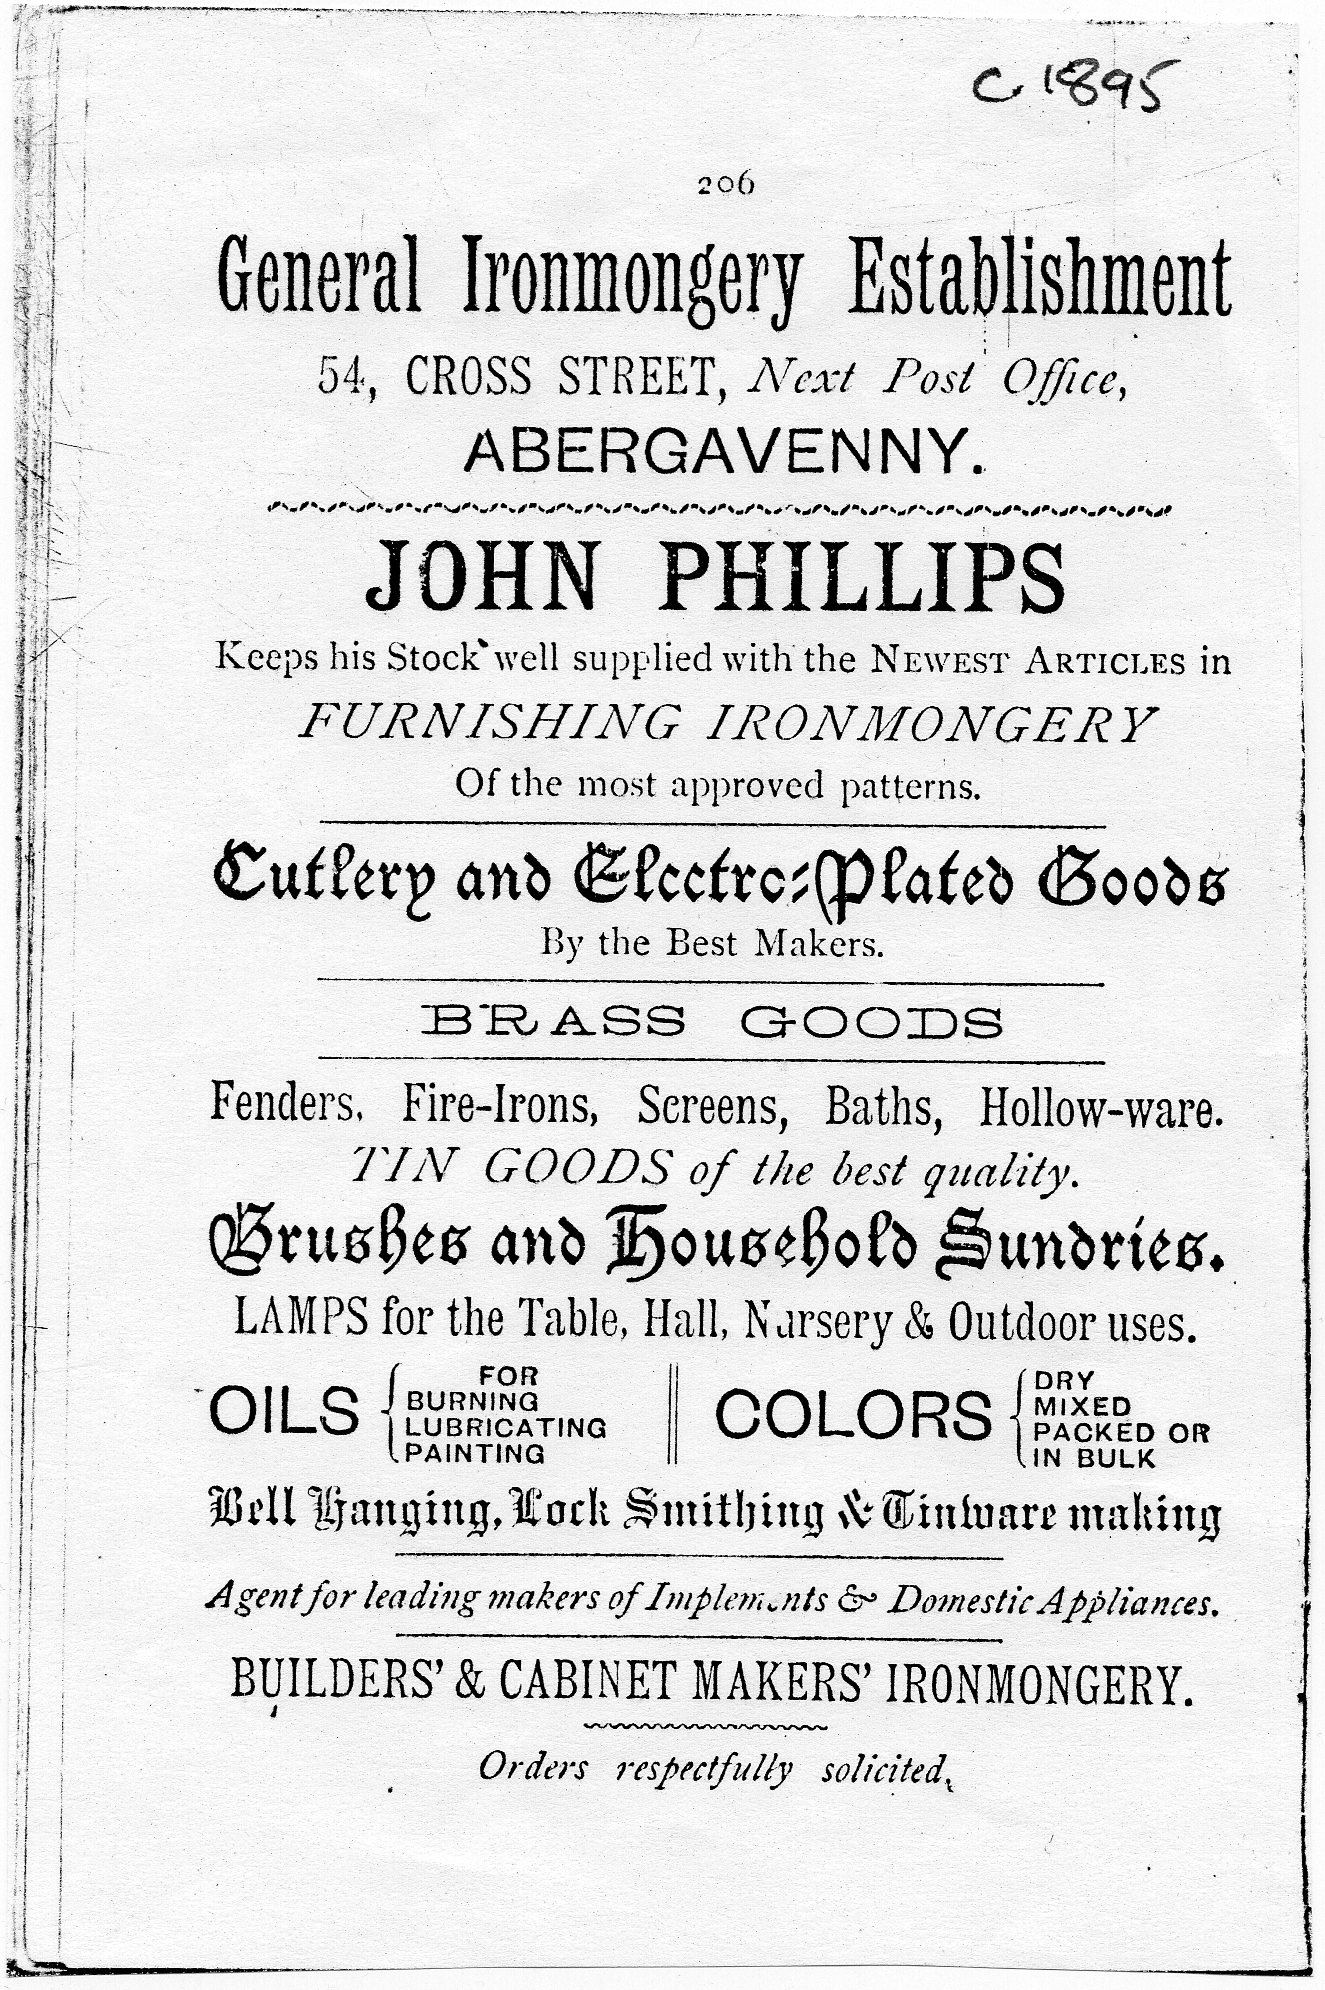 c. 1895
206
General Ironmongery Establishment
54, CROSS STREET, Next Post Office,
ABERGAVENNY.
JOHN PHILLIPS
Keeps his Stock well supplied with the NEWEST ARTICLES in
FURNISHING IRONMONGERY
Of the most approved patterns.
Cutlery and Electro-Plated Goods
By the Best Makers.
BRASS GOODS
Fenders, Fire-Irons, Screens, Baths, Hollow-ware.
TIN GOODS of the best quality.
Brushes and Household Sundries.
LAMPS for the Table, Hall, Nursery & Outdoor uses.
OILS { FOR BURNING LUBRICATING PAINTING || COLORS { DRY MIXED PACKED OR IN BULK
Bell Hanging, Lock Smithing & Tinware making
Agent for leading makers of Implements & Domestic Appliances.
BUILDERS' & CABINET MAKERS' IRONMONGERY.
Orders respectfully solicited,